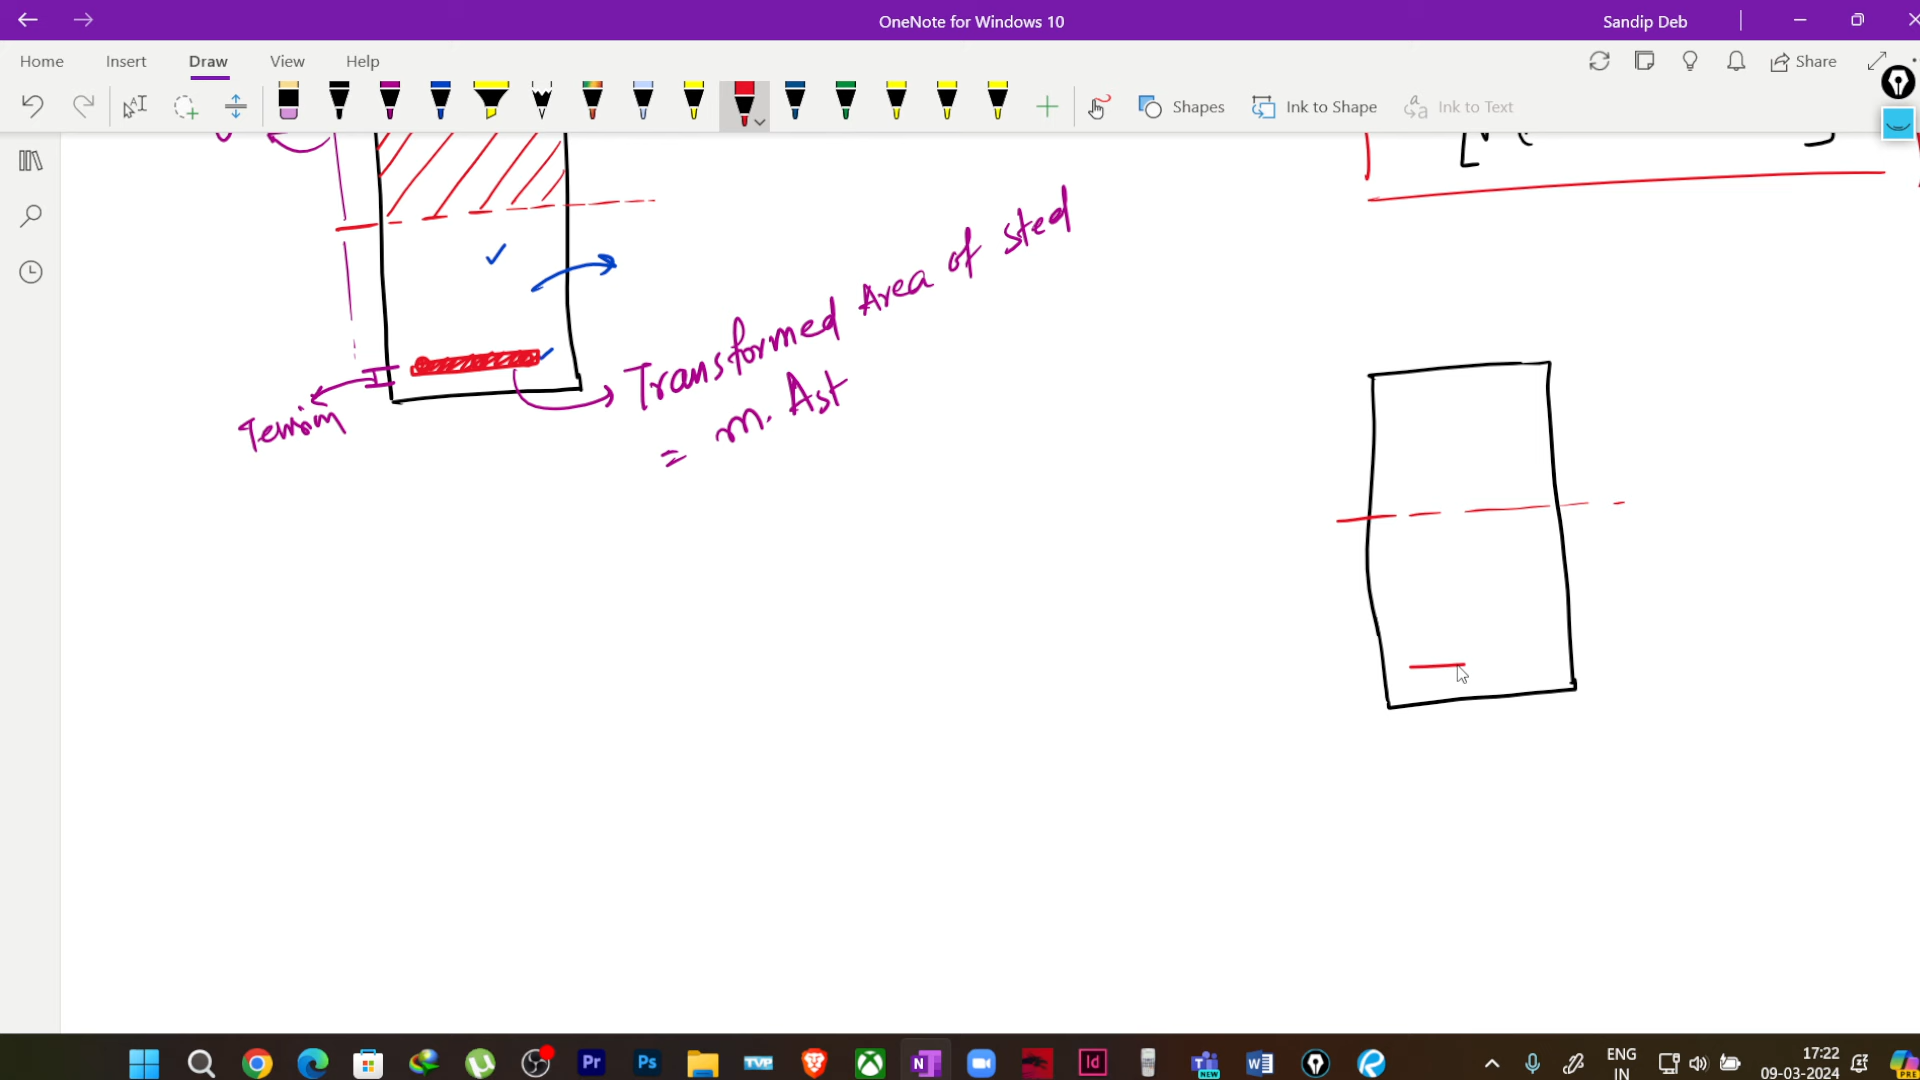 OneNote for Windows 10
Sandip Deb
Home Insert Draw View Help
Share
Shapes Ink to Shape Ink to Text
Transformed Area of steel
= m. Ast
Tension
ENG
IN
17:22
09-03-2024